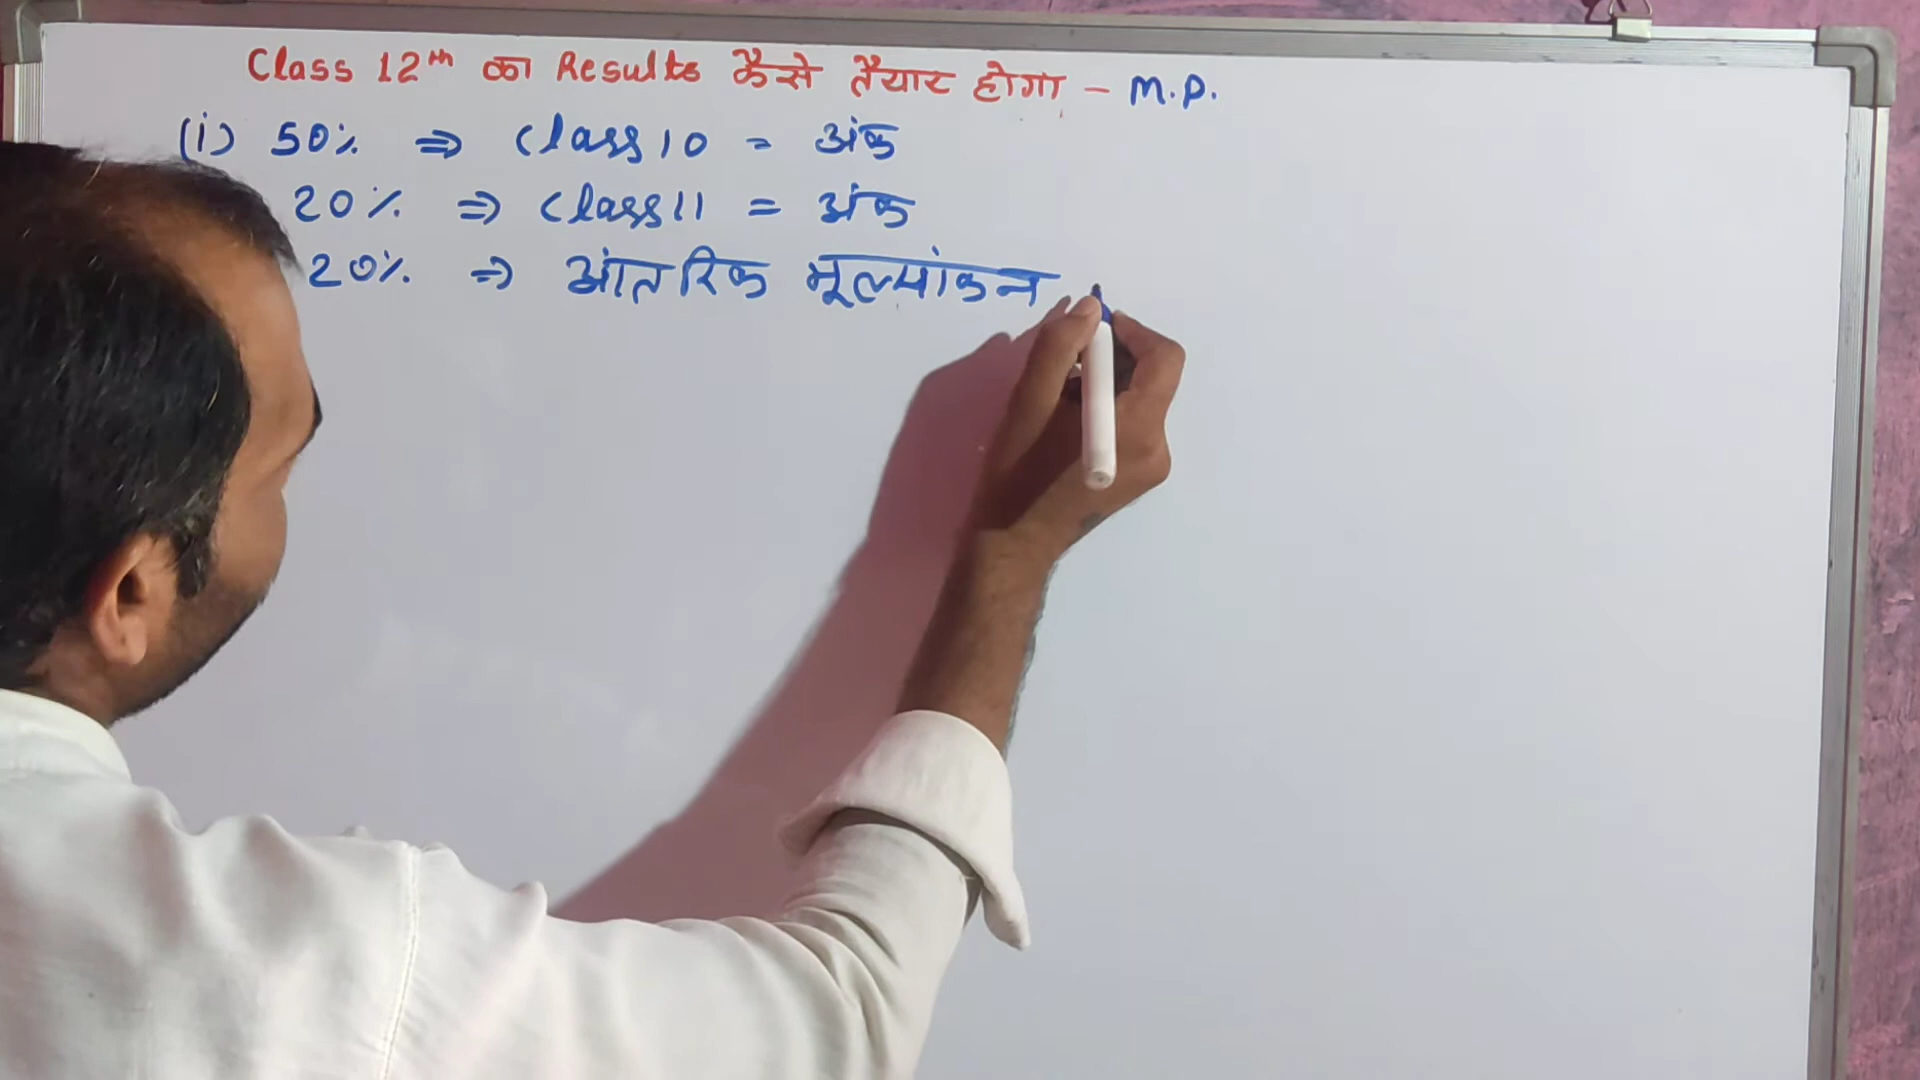 Class 12th का Results कैसे तैयार होगा - M.P.
(i) 50% ⇒ Class 10 = अंक
20% ⇒ Class 11 = अंक
20% ⇒ आंतरिक मूल्यांकन